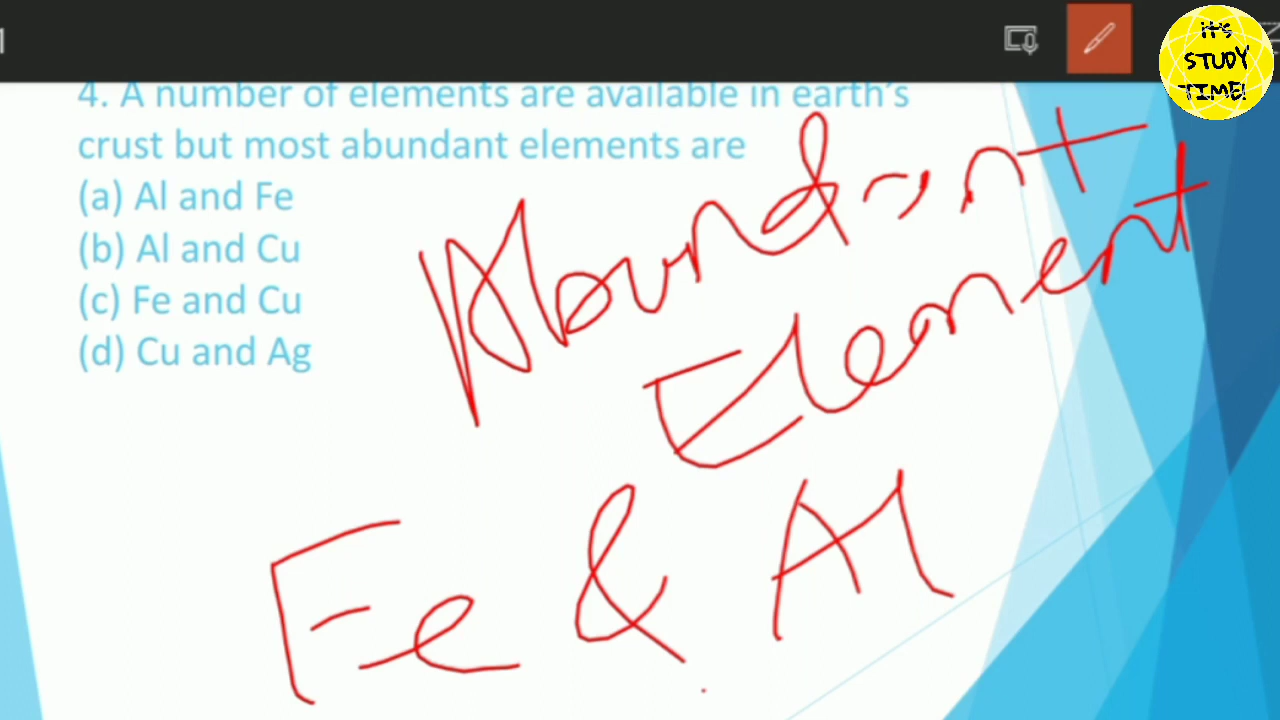 IT'S
STUDY
TIME!
4. A number of elements are available in earth's
crust but most abundant elements are
(a) Al and Fe
(b) Al and Cu
(c) Fe and Cu
(d) Cu and Ag
Abundant
Element
Fe & Al